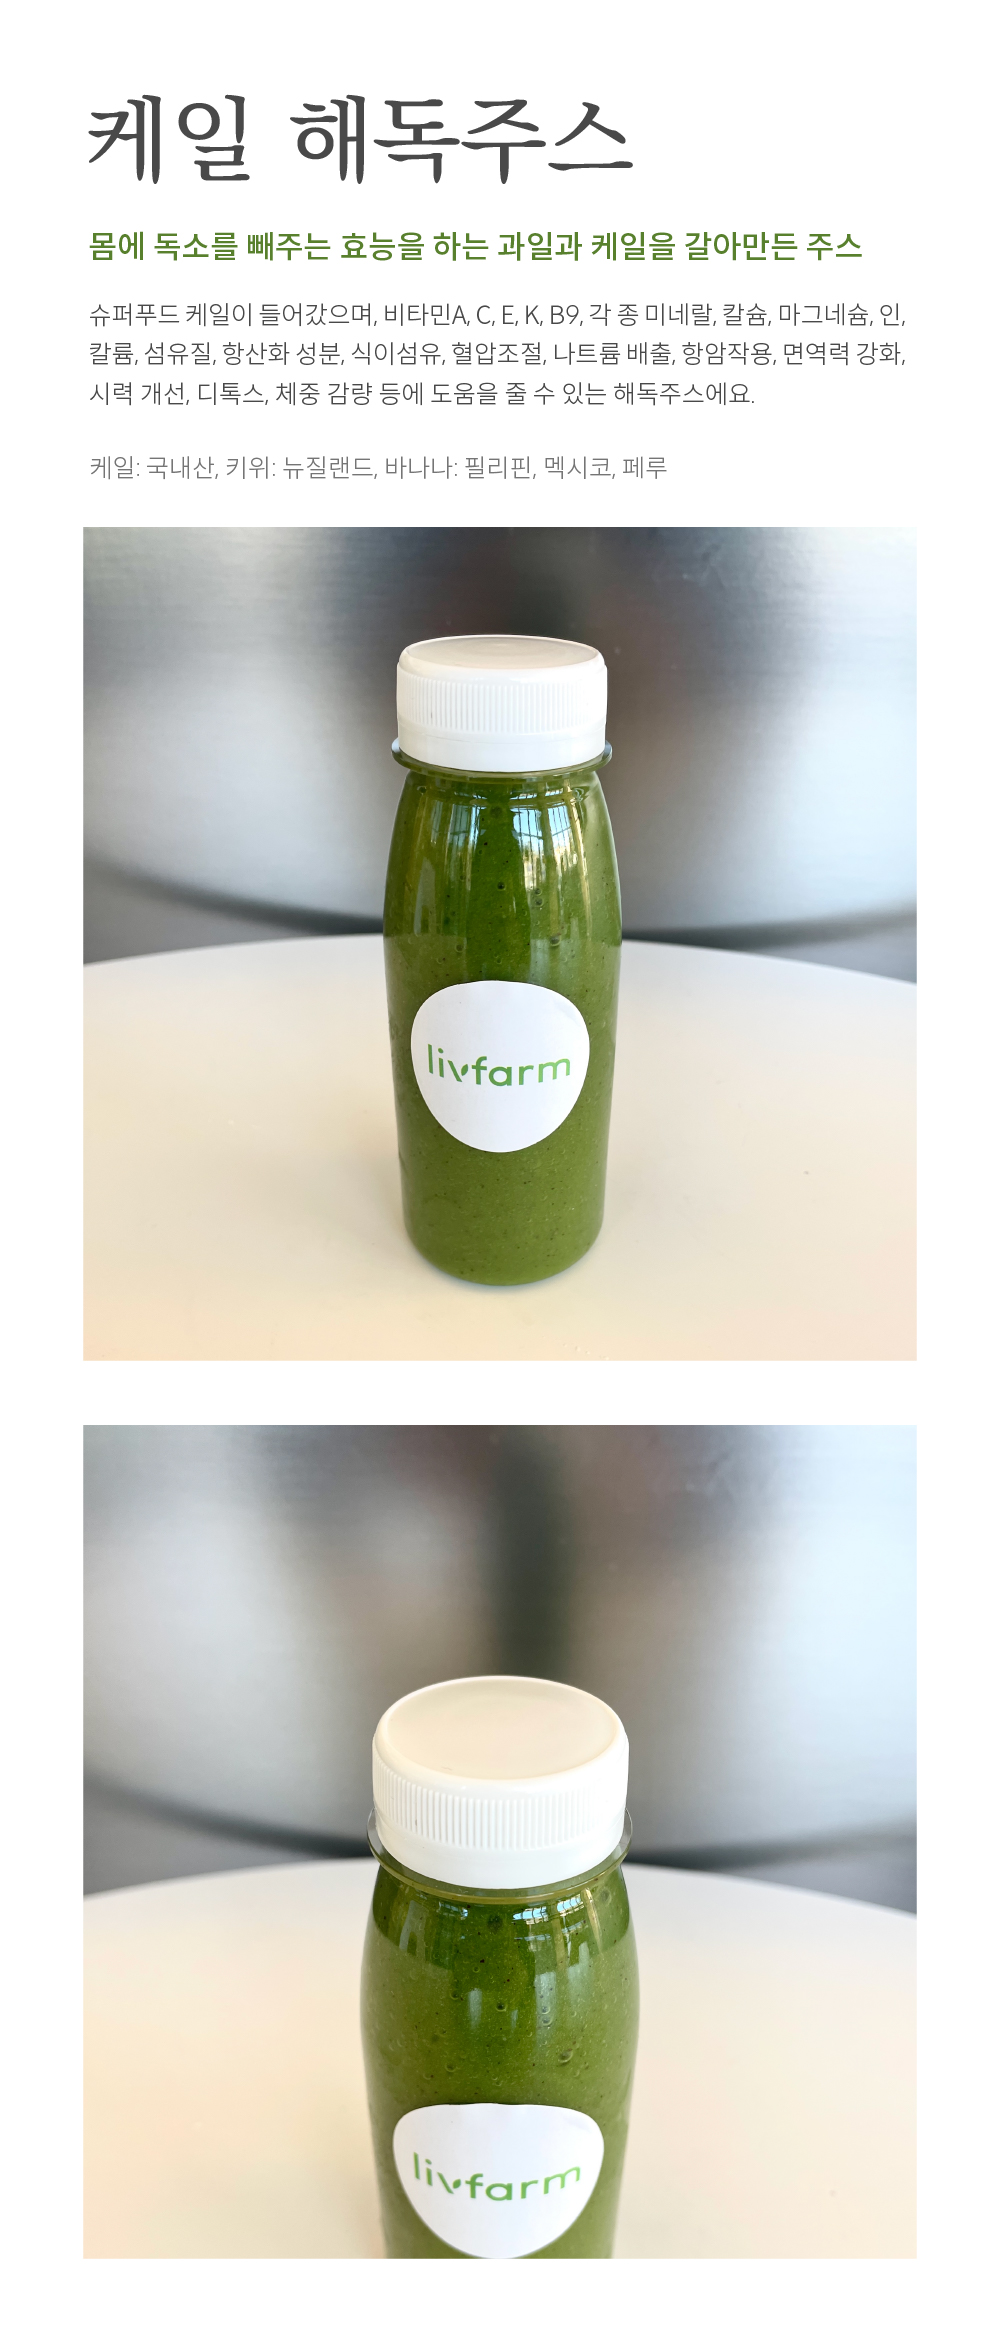 케일 해독주스
몸에 독소를 빼주는 효능을 하는 과일과 케일을 갈아만든 주스
슈퍼푸드 케일이 들어갔으며, 비타민A, C, E, K, B9, 각 종 미네랄, 칼슘, 마그네슘, 인,
칼륨, 섬유질, 항산화 성분, 식이섬유, 혈압조절, 나트륨 배출, 항암작용, 면역력 강화,
시력 개선, 디톡스, 체중 감량 등에 도움을 줄 수 있는 해독주스에요.
케일: 국내산, 키위: 뉴질랜드, 바나나: 필리핀, 멕시코, 페루
livfarm
livfarm